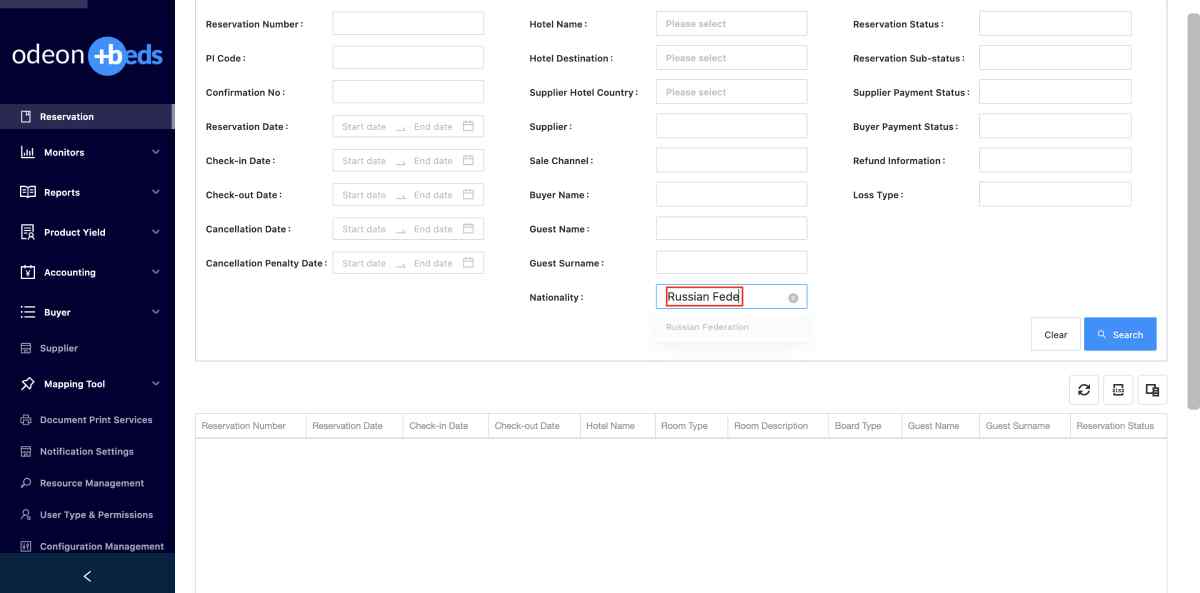 odeon +beds
Reservation
Monitors
Reports
Product Yield
Accounting
Buyer
Supplier
Mapping Tool
Document Print Services
Notification Settings
Resource Management
User Type & Permissions
Configuration Management
Reservation Number :
PI Code :
Confirmation No :
Reservation Date : Start date End date
Check-in Date : Start date End date
Check-out Date : Start date End date
Cancellation Date : Start date End date
Cancellation Penalty Date : Start date End date
Hotel Name : Please select
Hotel Destination : Please select
Supplier Hotel Country : Please select
Supplier :
Sale Channel :
Buyer Name :
Guest Name :
Guest Surname :
Nationality : Russian Fede
Russian Federation
Reservation Status :
Reservation Sub-status :
Supplier Payment Status :
Buyer Payment Status :
Refund Information :
Loss Type :
Clear Search
Reservation Number Reservation Date Check-in Date Check-out Date Hotel Name Room Type Room Description Board Type Guest Name Guest Surname Reservation Status